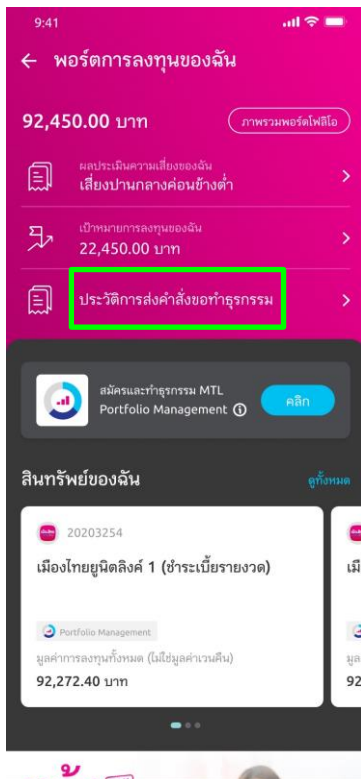 9:41
พอร์ตการลงทุนของฉัน
92,450.00 บาท
ภาพรวมพอร์ตโฟลิโอ
ผลประเมินความเสี่ยงของฉัน
เสี่ยงปานกลางค่อนข้างต่ำ
เป้าหมายการลงทุนของฉัน
22,450.00 บาท
ประวัติการส่งคำสั่งขอทำธุรกรรม
สมัครและทำธุรกรรม MTL
Portfolio Management
คลิก
สินทรัพย์ของฉัน
ดูทั้งหมด
20203254
เมืองไทยยูนิตลิงค์ 1 (ชำระเบี้ยรายงวด)
เมื
Portfolio Management
มูลค่าการลงทุนทั้งหมด (ไม่ใช่มูลค่าเวนคืน)
มูล
92,272.40 บาท
92